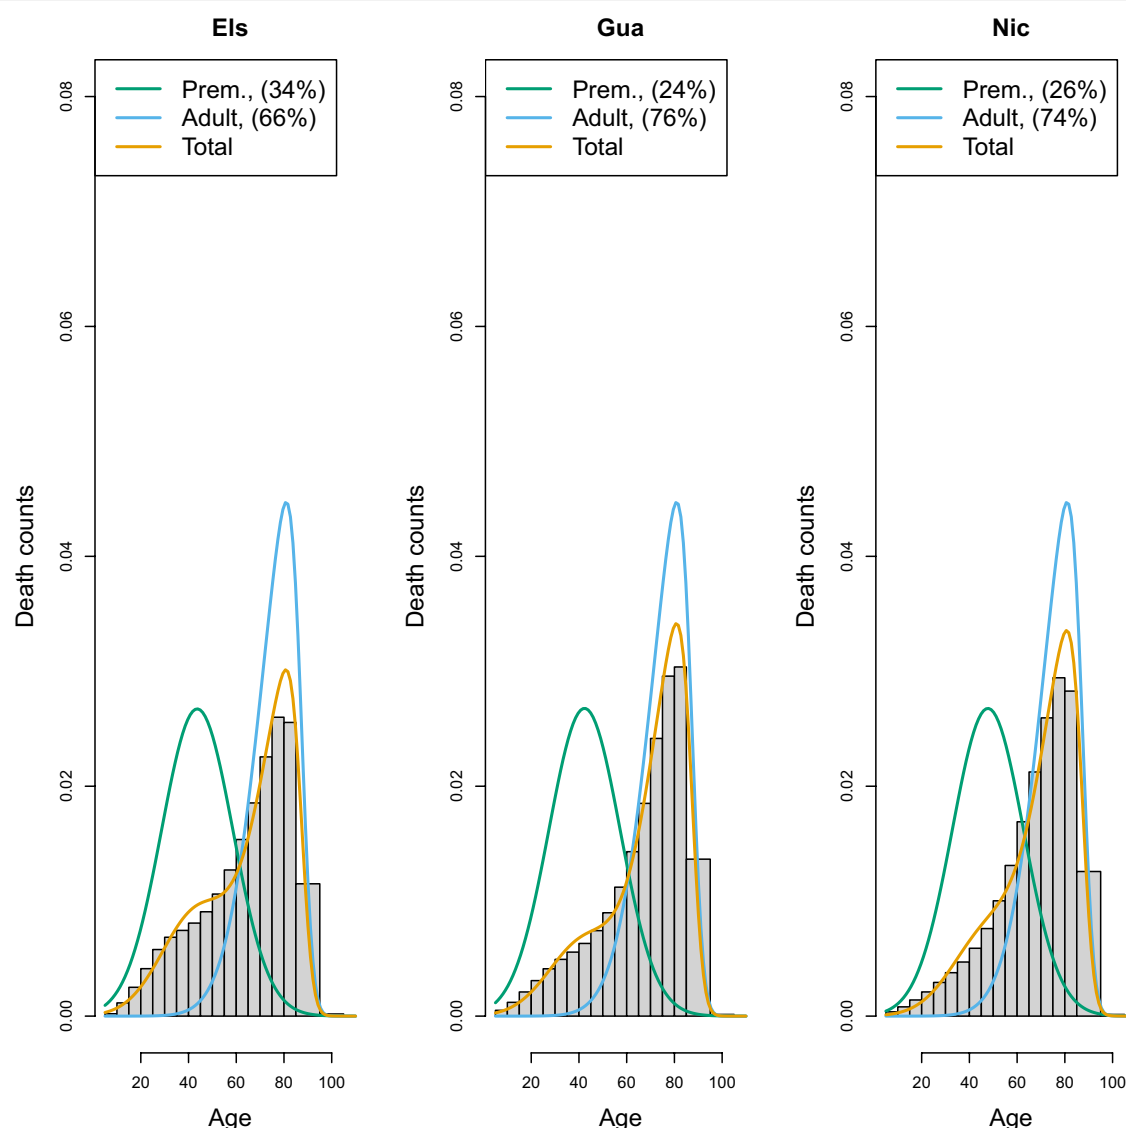 Els
Prem., (34%)
Adult, (66%)
Total
Death counts
0.00
0.02
0.04
0.06
0.08
20 40 60 80 100
Age
Gua
Prem., (24%)
Adult, (76%)
Total
Death counts
0.00
0.02
0.04
0.06
0.08
20 40 60 80 100
Age
Nic
Prem., (26%)
Adult, (74%)
Total
Death counts
0.00
0.02
0.04
0.06
0.08
20 40 60 80 100
Age